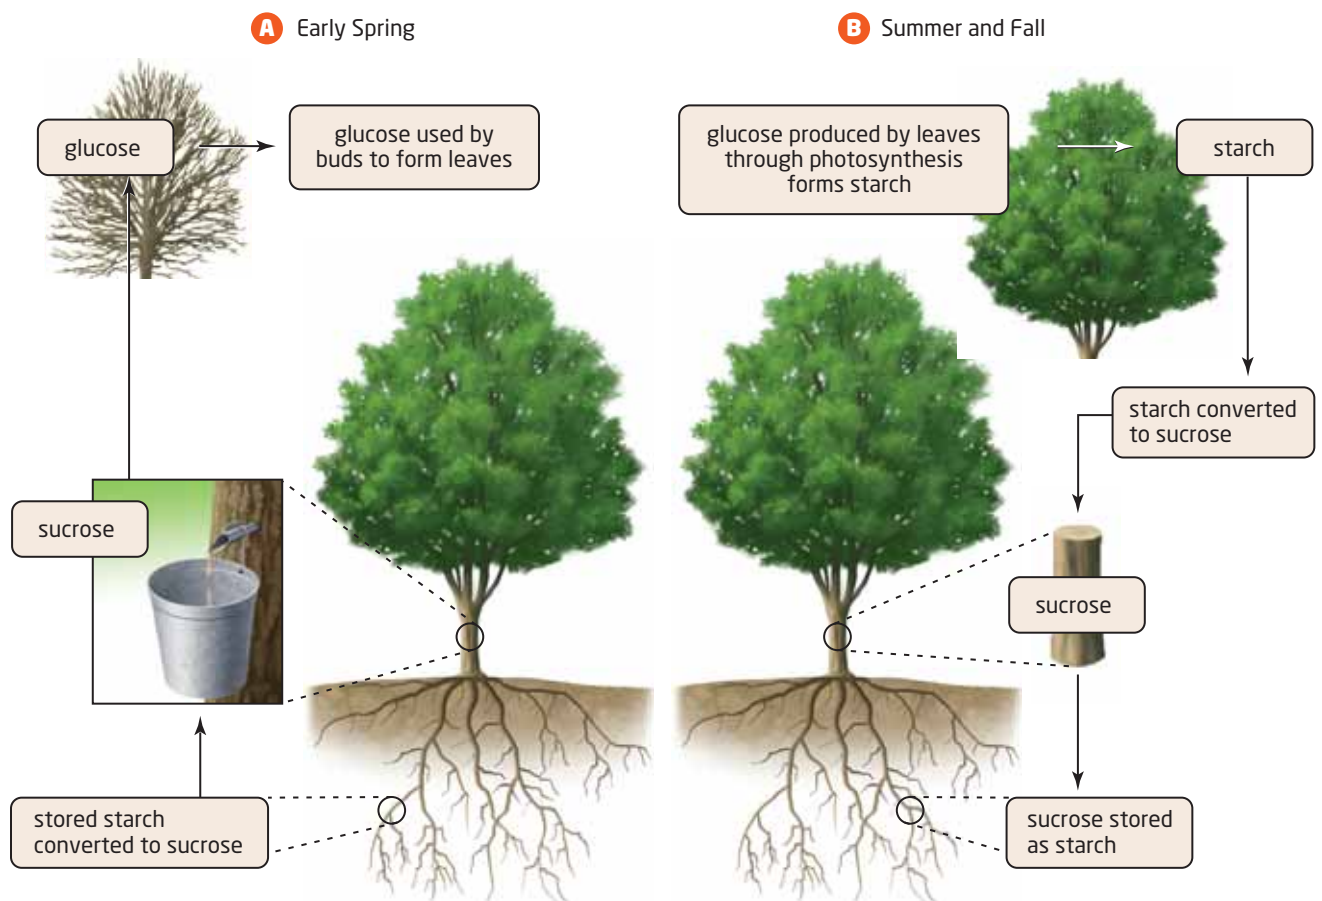 A Early Spring
glucose
glucose used by
buds to form leaves
sucrose
stored starch
converted to sucrose
B Summer and Fall
glucose produced by leaves
through photosynthesis
forms starch
starch
starch converted
to sucrose
sucrose
sucrose stored
as starch